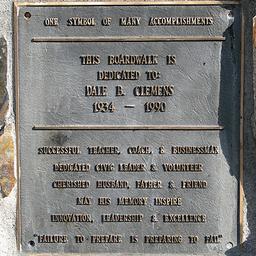 ONE SYMBOL OF MANY ACCOMPLISHMENTS
THIS BOARDWALK IS
DEDICATED TO:
DALE B. CLEMENS
1934 — 1990
SUCCESSFUL TEACHER, COACH, & BUSINESSMAN
DEDICATED CIVIC LEADER & VOLUNTEER
CHERISHED HUSBAND, FATHER & FRIEND
MAY HIS MEMORY INSPIRE
INNOVATION, LEADERSHIP & EXCELLENCE
"FAILURE TO PREPARE IS PREPARING TO FAIL"